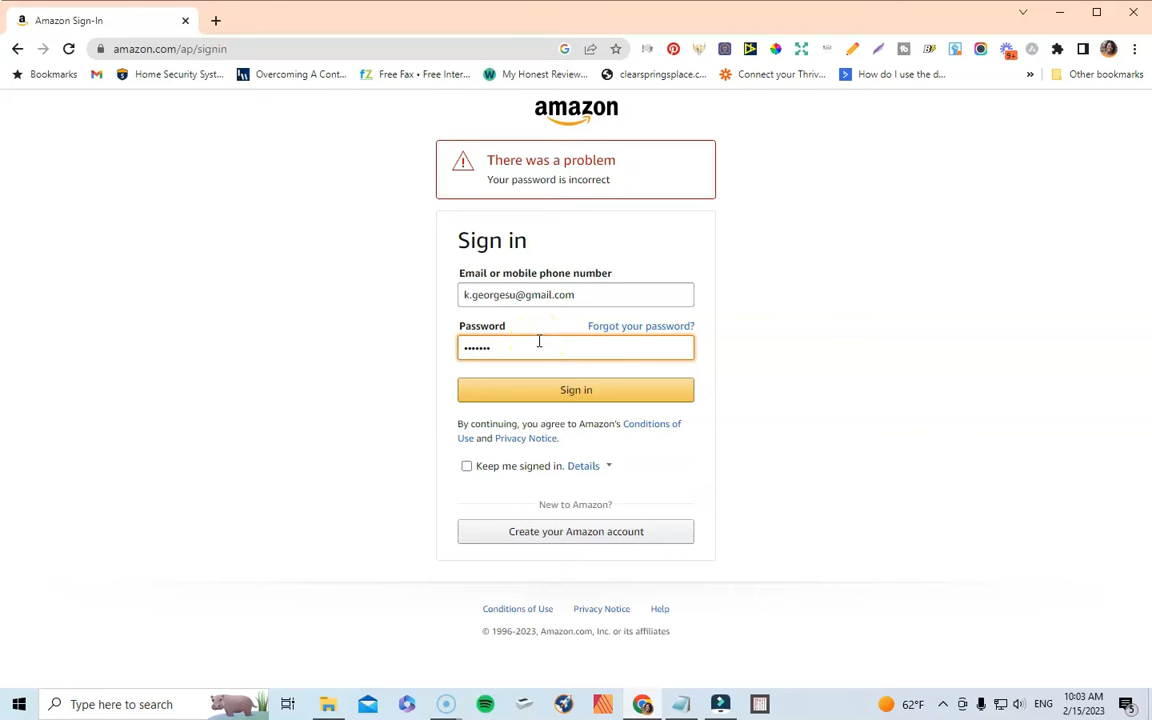 Amazon Sign-In
amazon.com/ap/signin
Bookmarks
Home Security Syst...
Overcoming A Cont...
Free Fax • Free Inter...
My Honest Review...
clearspringsplace.c...
Connect your Thriv...
How do I use the d...
»
Other bookmarks
9+
amazon
There was a problem
Your password is incorrect
Sign in
Email or mobile phone number
k.georgesu@gmail.com
Password Forgot your password?
•••••••
Sign in
By continuing, you agree to Amazon's Conditions of
Use and Privacy Notice.
Keep me signed in. Details
New to Amazon?
Create your Amazon account
Conditions of Use Privacy Notice Help
© 1996-2023, Amazon.com, Inc. or its affiliates
Type here to search
62°F
ENG
10:03 AM
2/15/2023
5